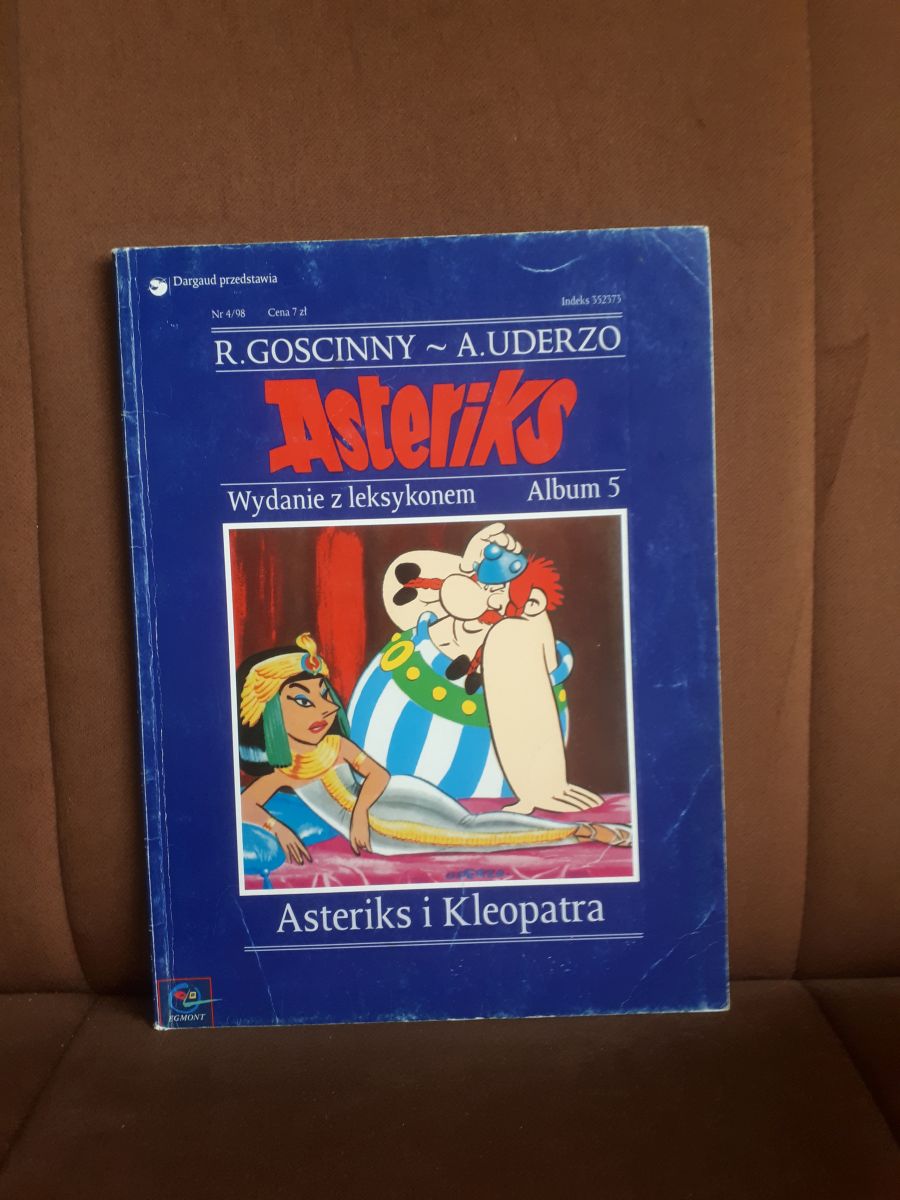 Dargaud przedstawia
Nr 4/98 Cena 7 zł Indeks 352373
R.GOSCINNY ~ A.UDERZO
Asteriks
Wydanie z leksykonem Album 5
UDERZO
Asteriks i Kleopatra
EGMONT